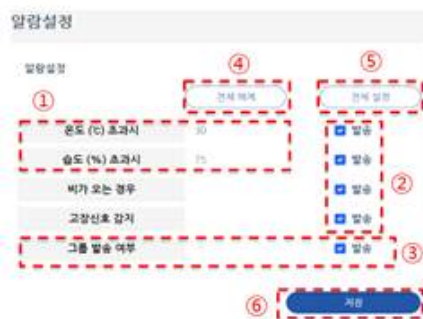 알람설정
알람설정
④ ⑤
①
전체 해제 전체 설정
온도 (℃) 초과시 30 발송
습도 (%) 초과시 75 발송
②
비가 오는 경우 발송
고장신호 감지 발송
그룹 발송 여부 발송 ③
⑥ 저장